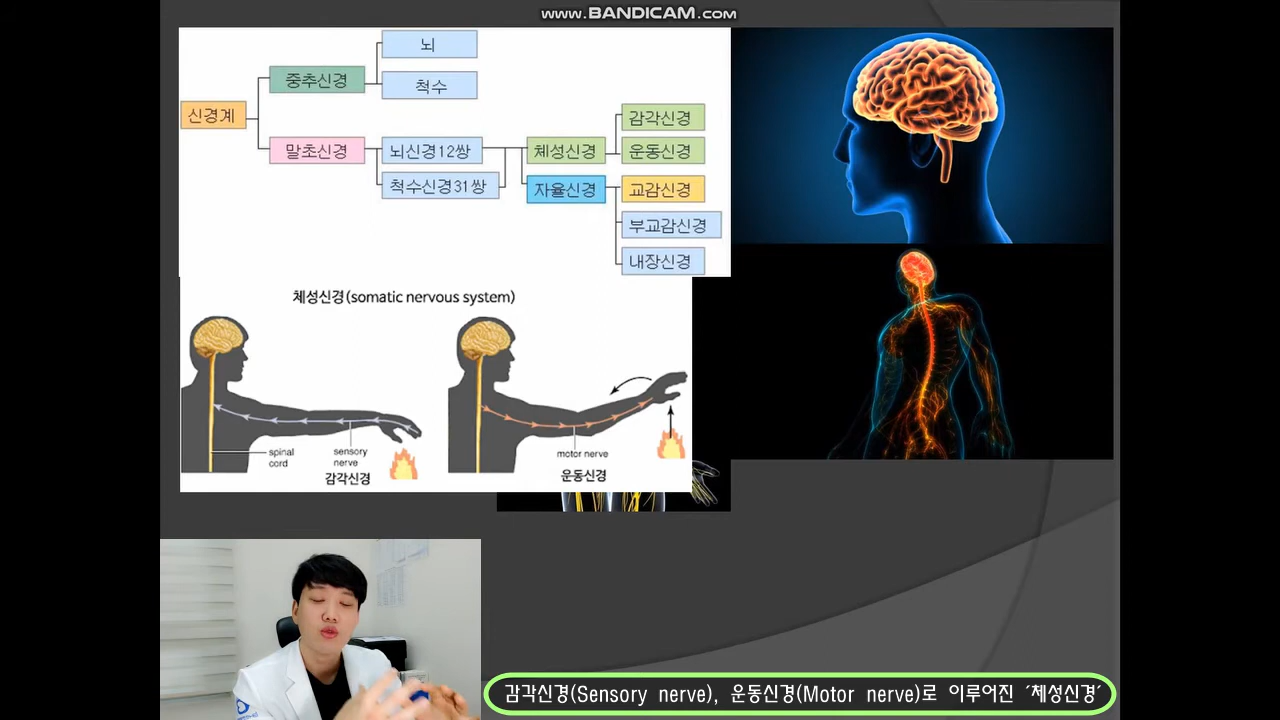 www.BANDICAM.com
뇌
중추신경
척수
신경계
감각신경
말초신경
뇌신경12쌍
체성신경
운동신경
척수신경31쌍
자율신경
교감신경
부교감신경
내장신경
체성신경(somatic nervous system)
spinal
cord
sensory
nerve
감각신경
motor nerve
운동신경
감각신경(Sensory nerve), 운동신경(Motor nerve)로 이루어진 ‘체성신경’